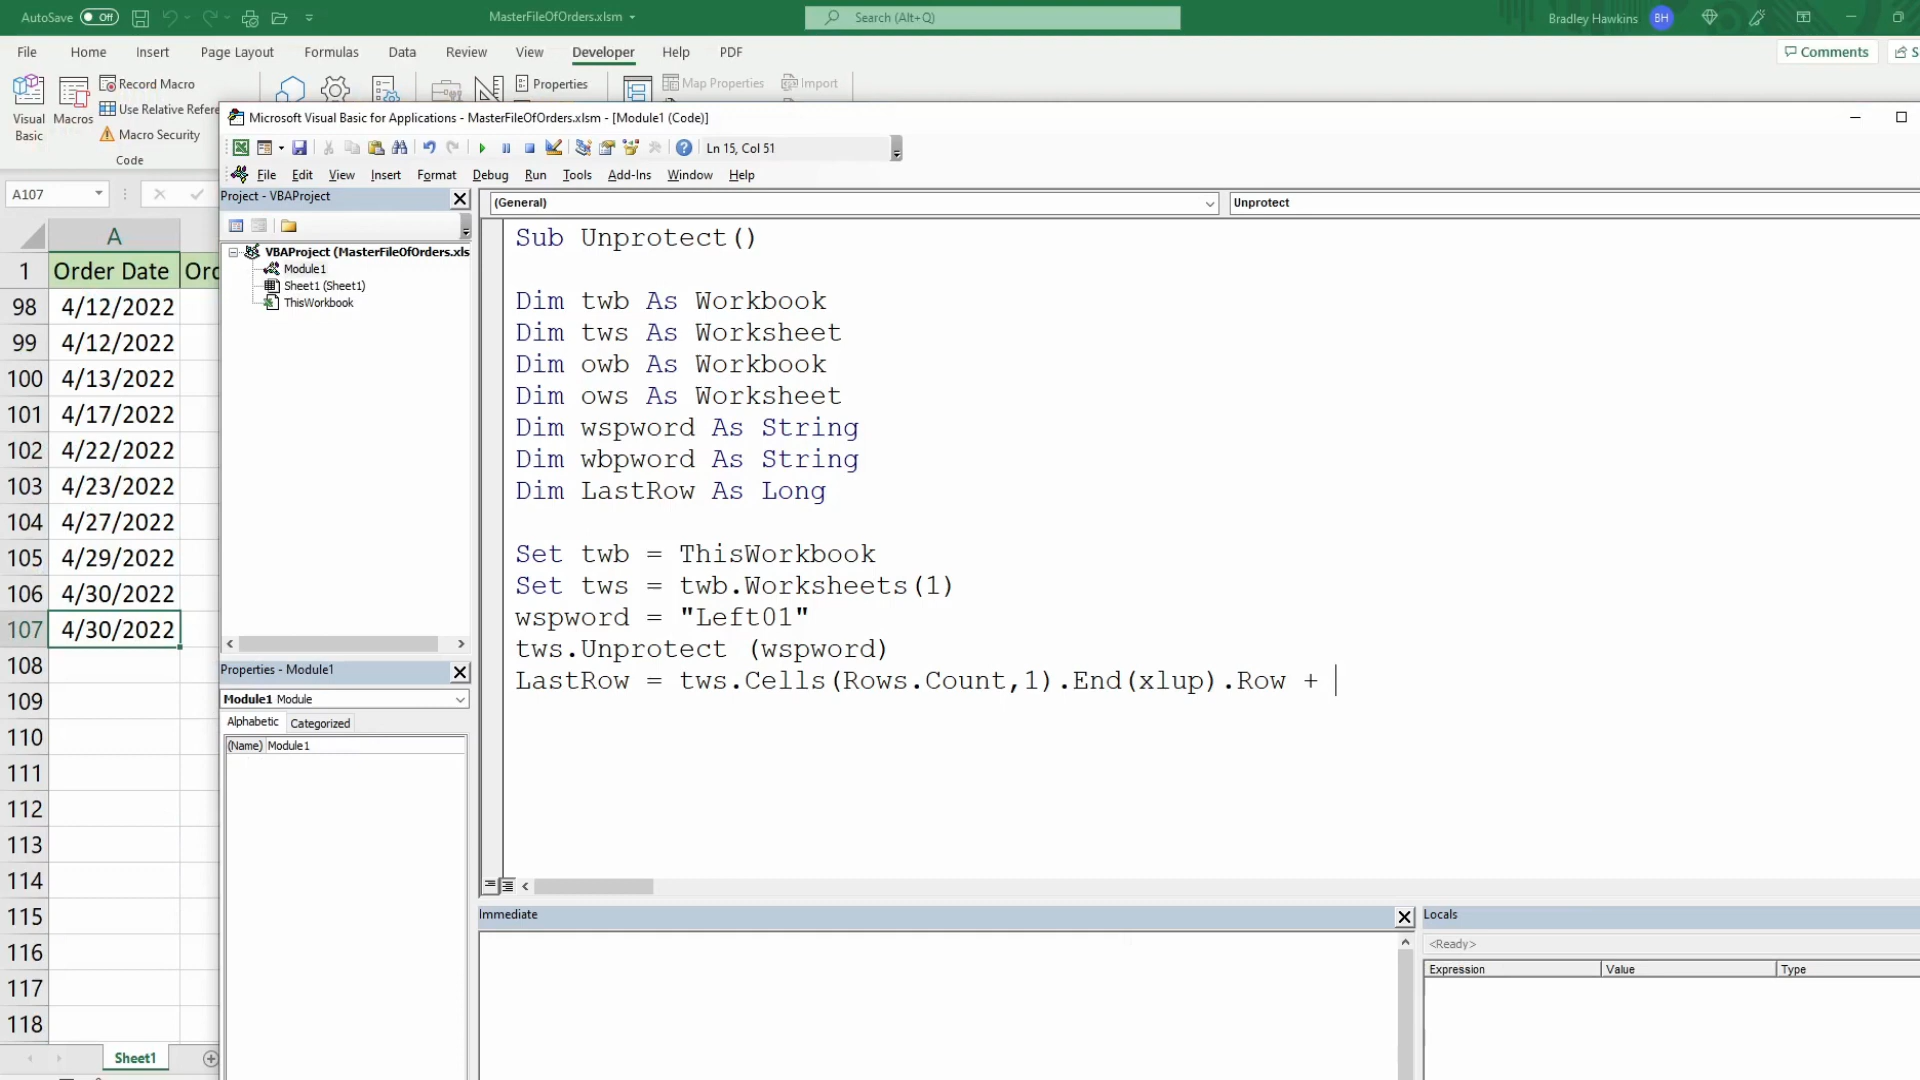 AutoSave Off MasterFileOfOrders.xlsm Search (Alt+Q) Bradley Hawkins BH
File Home Insert Page Layout Formulas Data Review View Developer Help PDF Comments S
Record Macro Properties Map Properties Import
Visual Basic Macros Use Relative Refere
Macro Security
Code
Microsoft Visual Basic for Applications - MasterFileOfOrders.xlsm - [Module1 (Code)]
Ln 15, Col 51
File Edit View Insert Format Debug Run Tools Add-Ins Window Help
A107
Project - VBAProject
(General) Unprotect
VBAProject (MasterFileOfOrders.xls
Module1
Sheet1 (Sheet1)
ThisWorkbook
A
1 Order Date Orc
98 4/12/2022
99 4/12/2022
100 4/13/2022
101 4/17/2022
102 4/22/2022
103 4/23/2022
104 4/27/2022
105 4/29/2022
106 4/30/2022
107 4/30/2022
108
109
110
111
112
113
114
115
116
117
118
Sheet1
Properties - Module1
Module1 Module
Alphabetic Categorized
(Name) Module1
Sub Unprotect()
Dim twb As Workbook
Dim tws As Worksheet
Dim owb As Workbook
Dim ows As Worksheet
Dim wspword As String
Dim wbpword As String
Dim LastRow As Long
Set twb = ThisWorkbook
Set tws = twb.Worksheets(1)
wspword = "Left01"
tws.Unprotect (wspword)
LastRow = tws.Cells(Rows.Count,1).End(xlup).Row +
Immediate
Locals
<Ready>
Expression Value Type